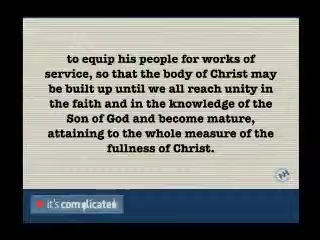 to equip his people for works of
service, so that the body of Christ may
be built up until we all reach unity in
the faith and in the knowledge of the
Son of God and become mature,
attaining to the whole measure of the
fullness of Christ.
it's complicated